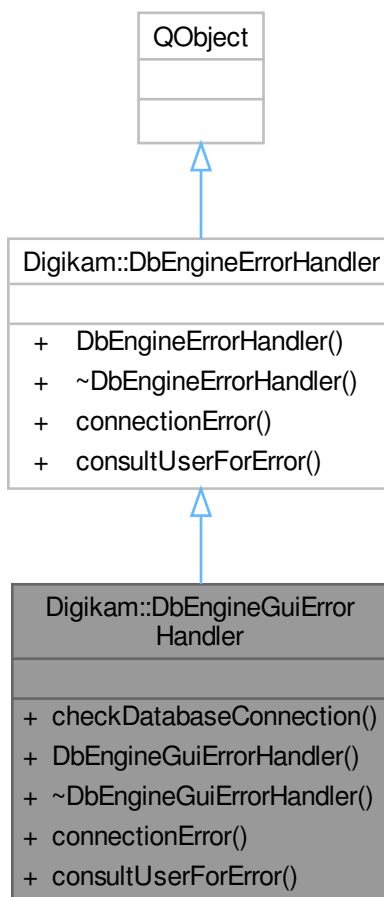 QObject
Digikam::DbEngineErrorHandler
+ DbEngineErrorHandler()
+ ~DbEngineErrorHandler()
+ connectionError()
+ consultUserForError()
Digikam::DbEngineGuiError
Handler
+ checkDatabaseConnection()
+ DbEngineGuiErrorHandler()
+ ~DbEngineGuiErrorHandler()
+ connectionError()
+ consultUserForError()